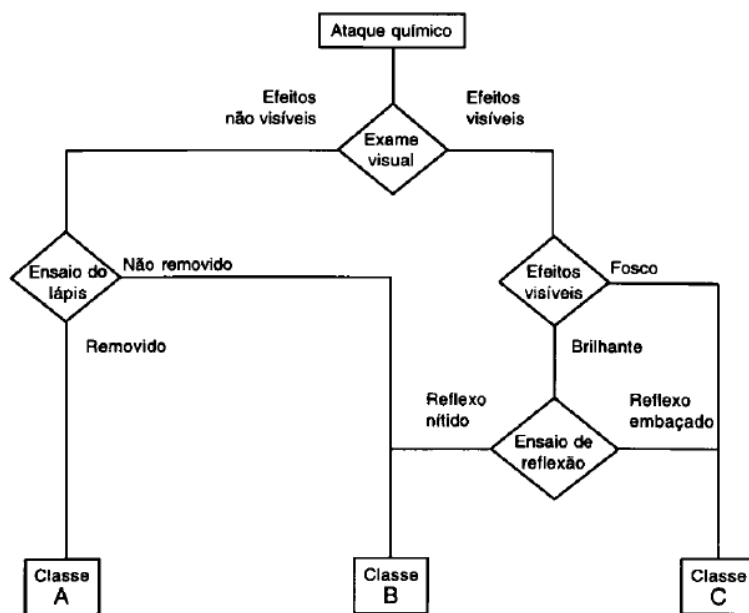 Ataque químico
Efeitos
não visíveis
Efeitos
visíveis
Exame
visual
Ensaio do
lápis
Não removido
Efeitos
visíveis
Fosco
Removido
Brilhante
Reflexo
nítido
Reflexo
embaçado
Ensaio de
reflexão
Classe
A
Classe
B
Classe
C